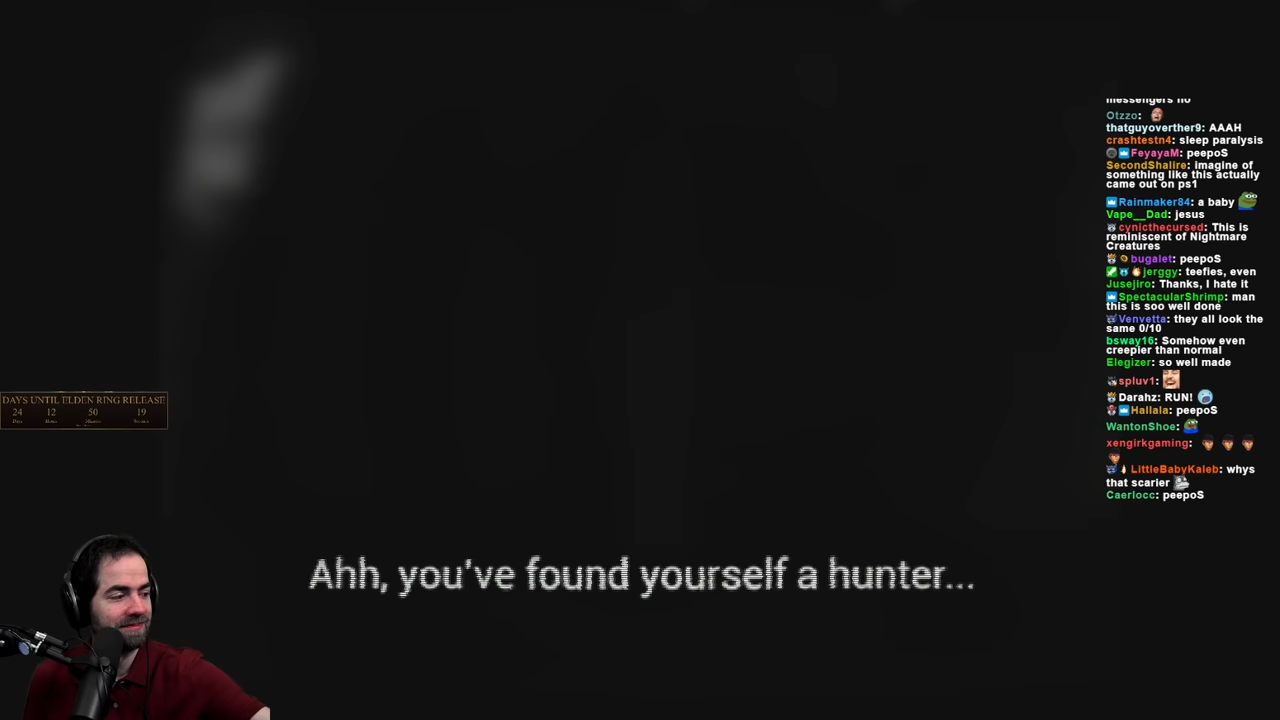 messengers no
Otzzo:
thatguyoverther9: AAAH
crashtestn4: sleep paralysis
FeyayaM: peepoS
SecondShalire: imagine of
something like this actually
came out on ps1
Rainmaker84: a baby
Vape__Dad: jesus
cynicthecursed: This is
reminiscent of Nightmare
Creatures
bugalet: peepoS
jerggy: teefies, even
Jusejiro: Thanks, I hate it
SpectacularShrimp: man
this is soo well done
Venvetta: they all look the
same 0/10
bsway16: Somehow even
creepier than normal
Elegizer: so well made
spluv1:
Darahz: RUN!
Hallala: peepoS
WantonShoe:
xengirkgaming:
LittleBabyKaleb: whys
that scarier
Caerlocc: peepoS
DAYS UNTIL ELDEN RING RELEASE
24 12 50 19
Ahh, you've found yourself a hunter...